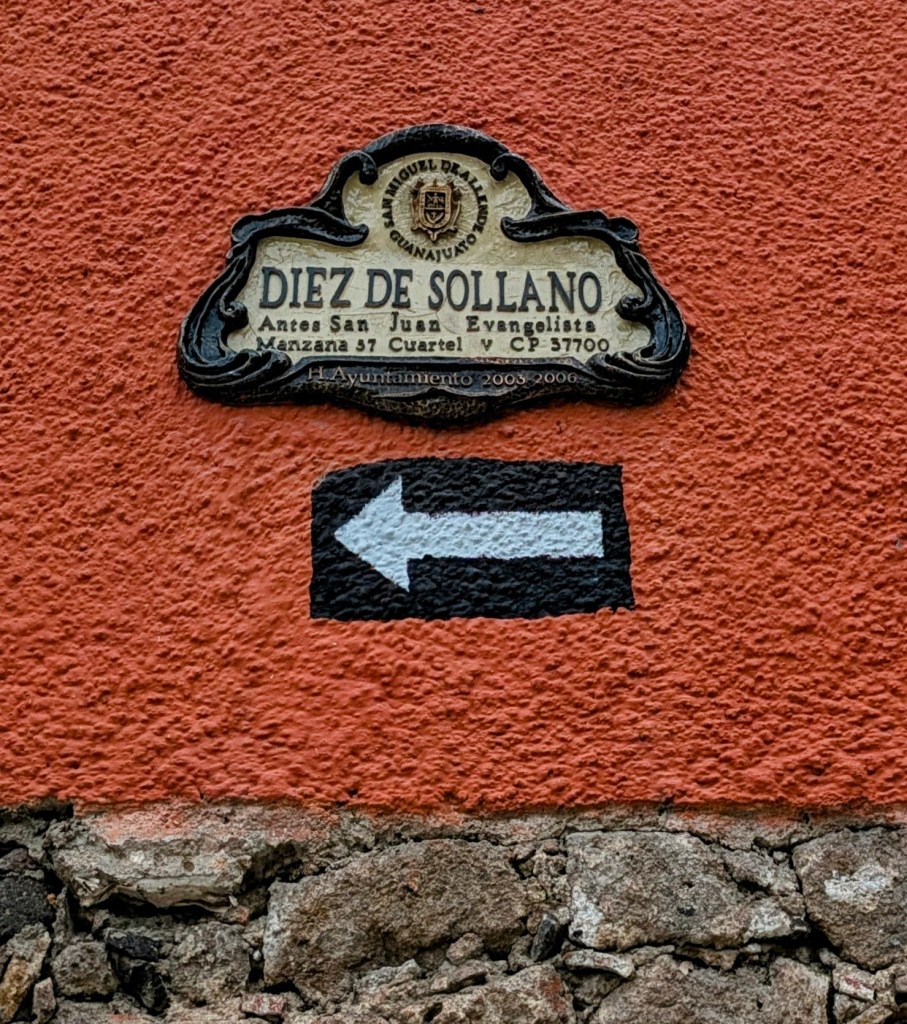 SAN MIGUEL DE ALLENDE
GUANAJUATO
DIEZ DE SOLLANO
Antes San Juan Evangelista
Manzana 37 Cuartel V CP 37700
H. Ayuntamiento 2003-2006